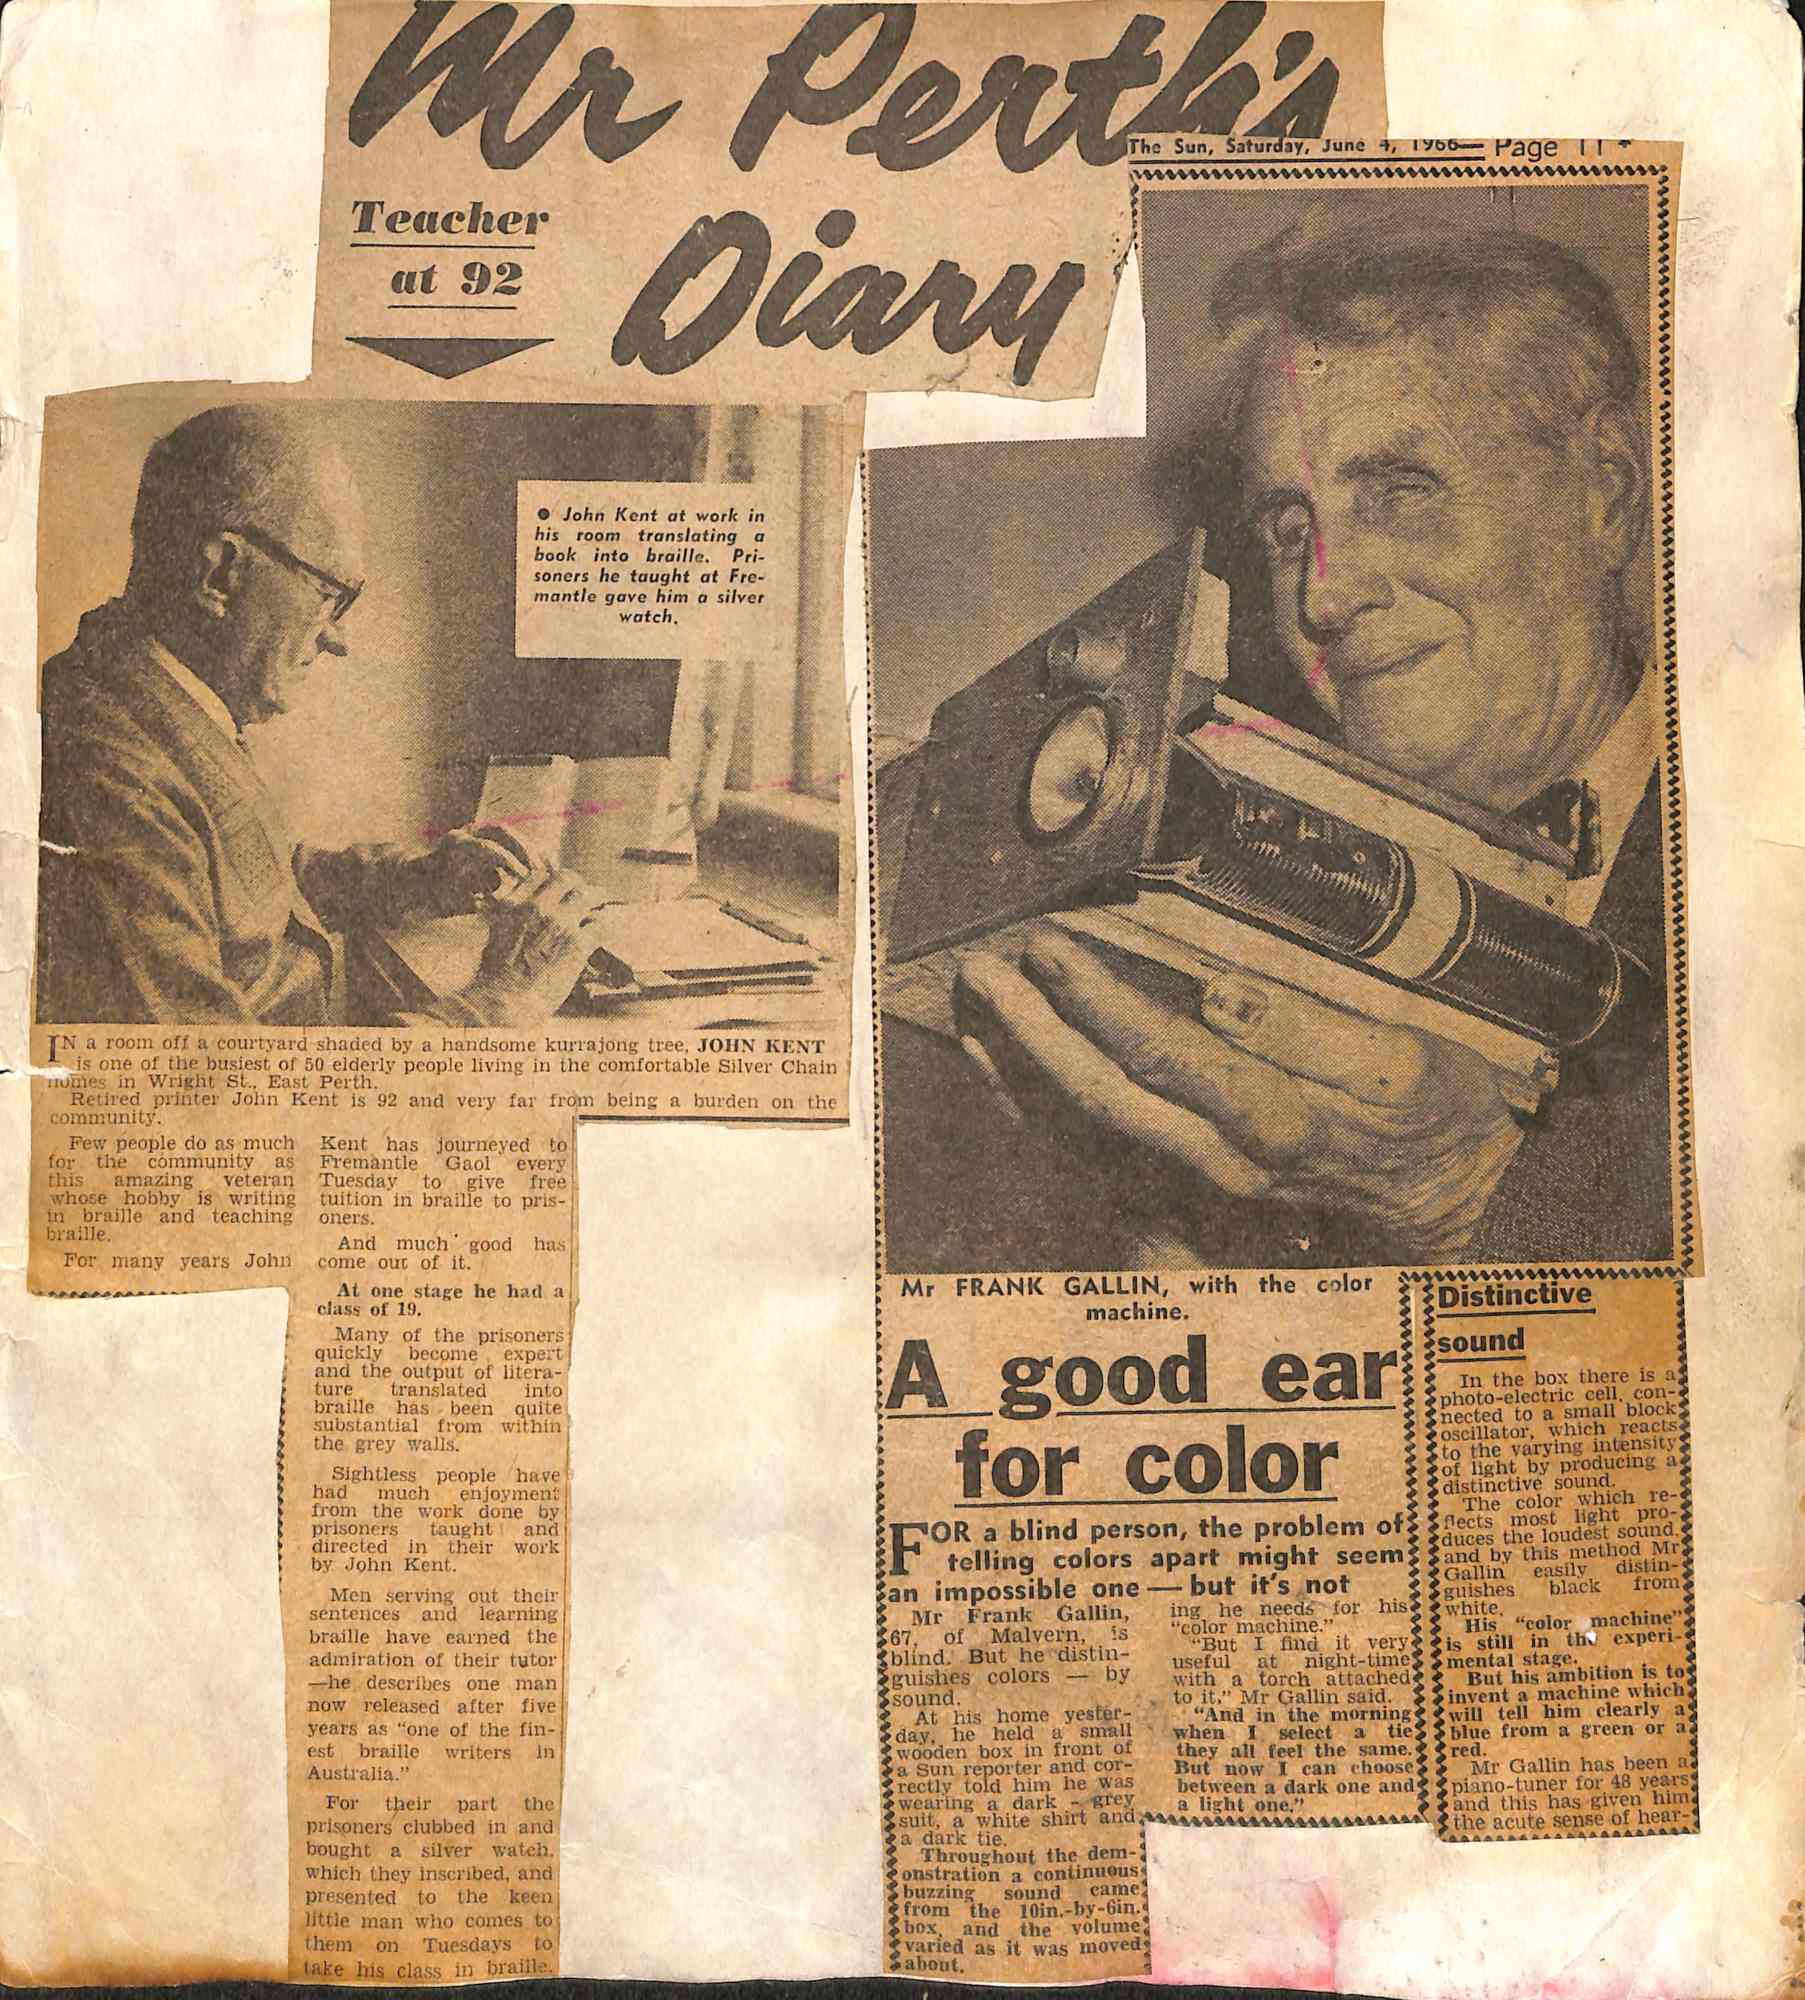 Mr Perth's
Diary
Teacher
at 92
● John Kent at work in
his room translating a
book into braille. Pri-
soners he taught at Fre-
mantle gave him a silver
watch.
IN a room off a courtyard shaded by a handsome kurrajong tree, JOHN KENT
is one of the busiest of 50 elderly people living in the comfortable Silver Chain
homes in Wright St., East Perth.
Retired printer John Kent is 92 and very far from being a burden on the
community.
Few people do as much
for the community as
this amazing veteran
whose hobby is writing
in braille and teaching
braille.
For many years John
Kent has journeyed to
Fremantle Gaol every
Tuesday to give free
tuition in braille to pris-
oners.
And much good has
come out of it.
At one stage he had a
class of 19.
Many of the prisoners
quickly become expert
and the output of litera-
ture translated into
braille has been quite
substantial from within
the grey walls.
Sightless people have
had much enjoyment
from the work done by
prisoners taught and
directed in their work
by John Kent.
Men serving out their
sentences and learning
braille have earned the
admiration of their tutor
—he describes one man
now released after five
years as "one of the fin-
est braille writers in
Australia."
For their part the
prisoners clubbed in and
bought a silver watch,
which they inscribed, and
presented to the keen
little man who comes to
them on Tuesdays to
take his class in braille.
The Sun, Saturday, June 4, 1966— Page 11 *
Mr FRANK GALLIN, with the color
machine.
A good ear
for color
FOR a blind person, the problem of
telling colors apart might seem
an impossible one — but it's not
Mr Frank Gallin,
67, of Malvern, is
blind. But he distin-
guishes colors — by
sound.
At his home yester-
day, he held a small
wooden box in front of
a Sun reporter and cor-
rectly told him he was
wearing a dark - grey
suit, a white shirt and
a dark tie.
Throughout the dem-
onstration a continuous
buzzing sound came
from the 10in.-by-6in.
box, and the volume
varied as it was moved
about.
Distinctive
sound
In the box there is a
photo-electric cell, con-
nected to a small block
oscillator, which reacts
to the varying intensity
of light by producing a
distinctive sound.
The color which re-
flects most light pro-
duces the loudest sound,
and by this method Mr
Gallin easily distin-
guishes black from
white.
His "color machine"
is still in the experi-
mental stage.
But his ambition is to
invent a machine which
will tell him clearly a
blue from a green or a
red.
Mr Gallin has been a
piano-tuner for 48 years
and this has given him
the acute sense of hear-
ing he needs for his
"color machine."
"But I find it very
useful at night-time
with a torch attached
to it," Mr Gallin said.
"And in the morning
when I select a tie
they all feel the same.
But now I can choose
between a dark one and
a light one."